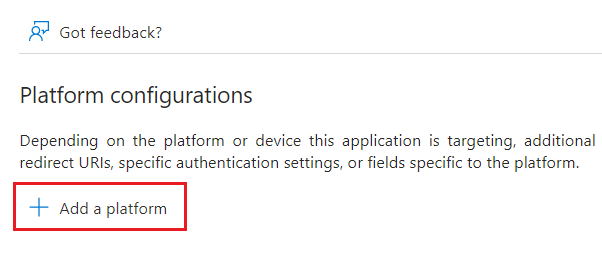 Got feedback?
Platform configurations
Depending on the platform or device this application is targeting, additional
redirect URIs, specific authentication settings, or fields specific to the platform.
Add a platform